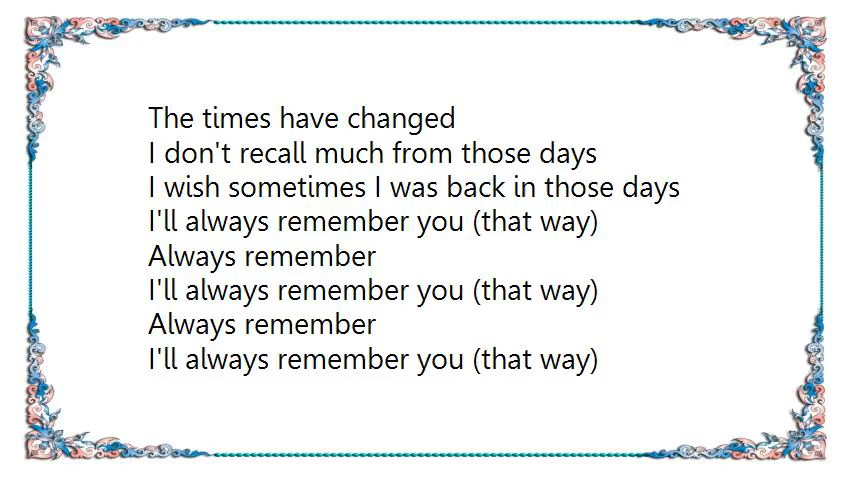 The times have changed
I don't recall much from those days
I wish sometimes I was back in those days
I'll always remember you (that way)
Always remember
I'll always remember you (that way)
Always remember
I'll always remember you (that way)